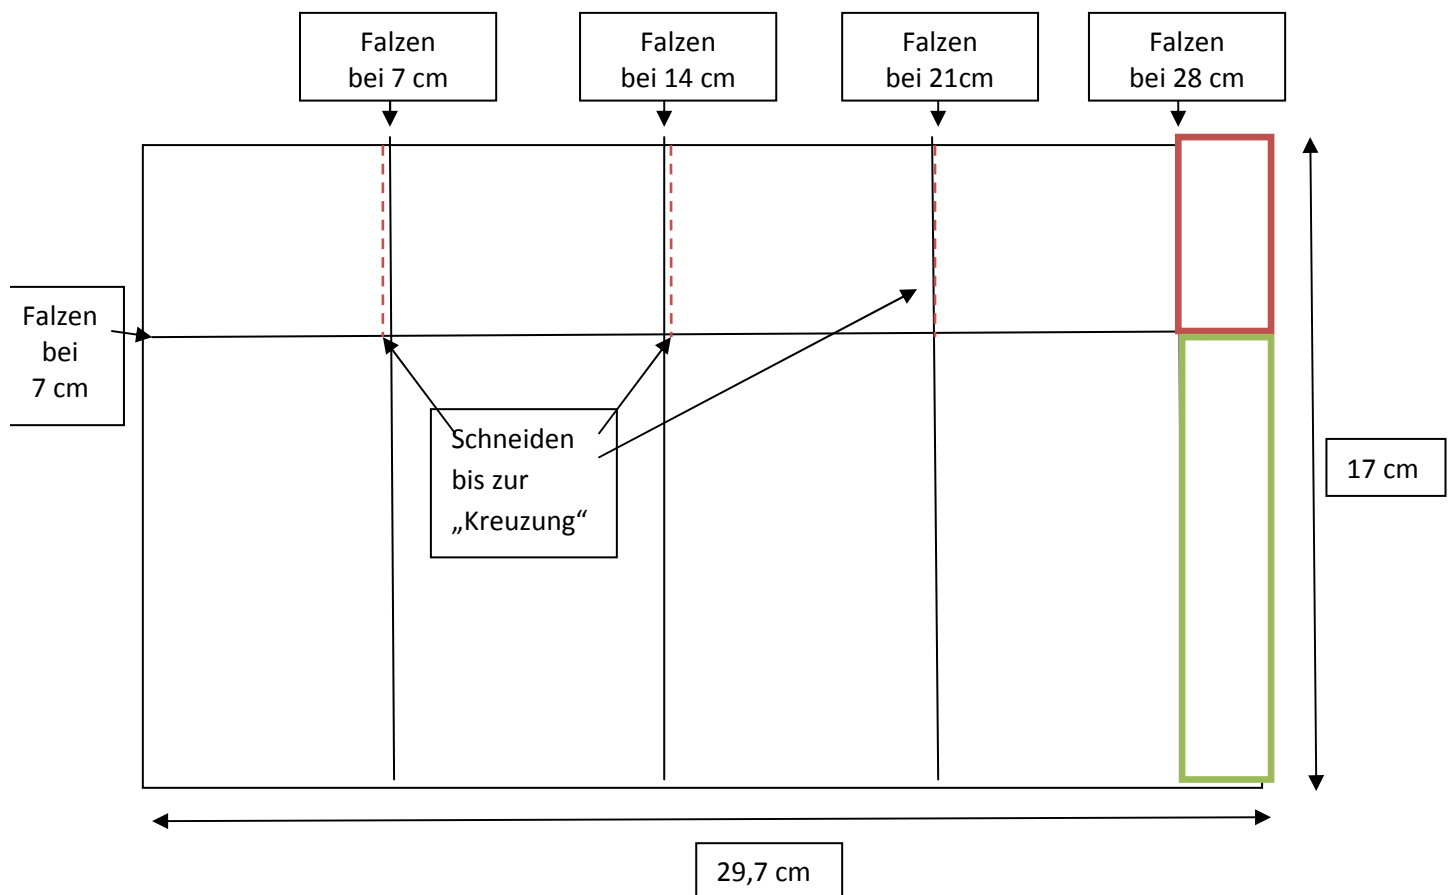 Falzen
bei 7 cm
Falzen
bei 14 cm
Falzen
bei 21cm
Falzen
bei 28 cm
Falzen
bei
7 cm
Schneiden
bis zur
„Kreuzung“
17 cm
29,7 cm